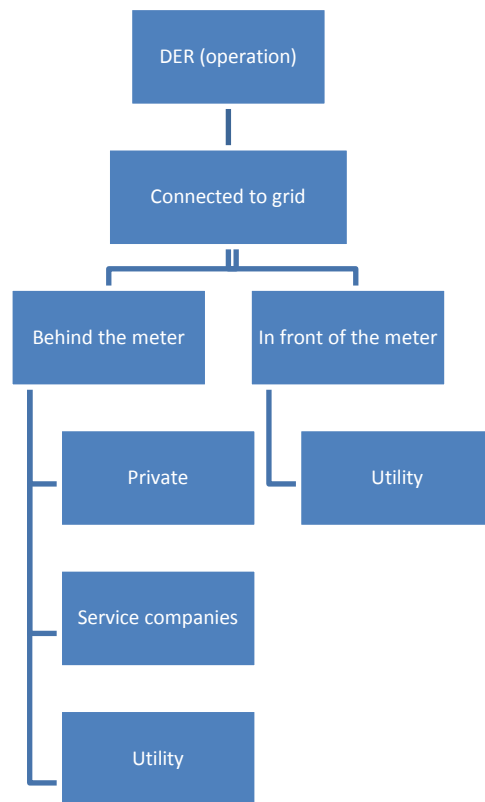 DER (operation)
Connected to grid
Behind the meter
In front of the meter
Private
Utility
Service companies
Utility